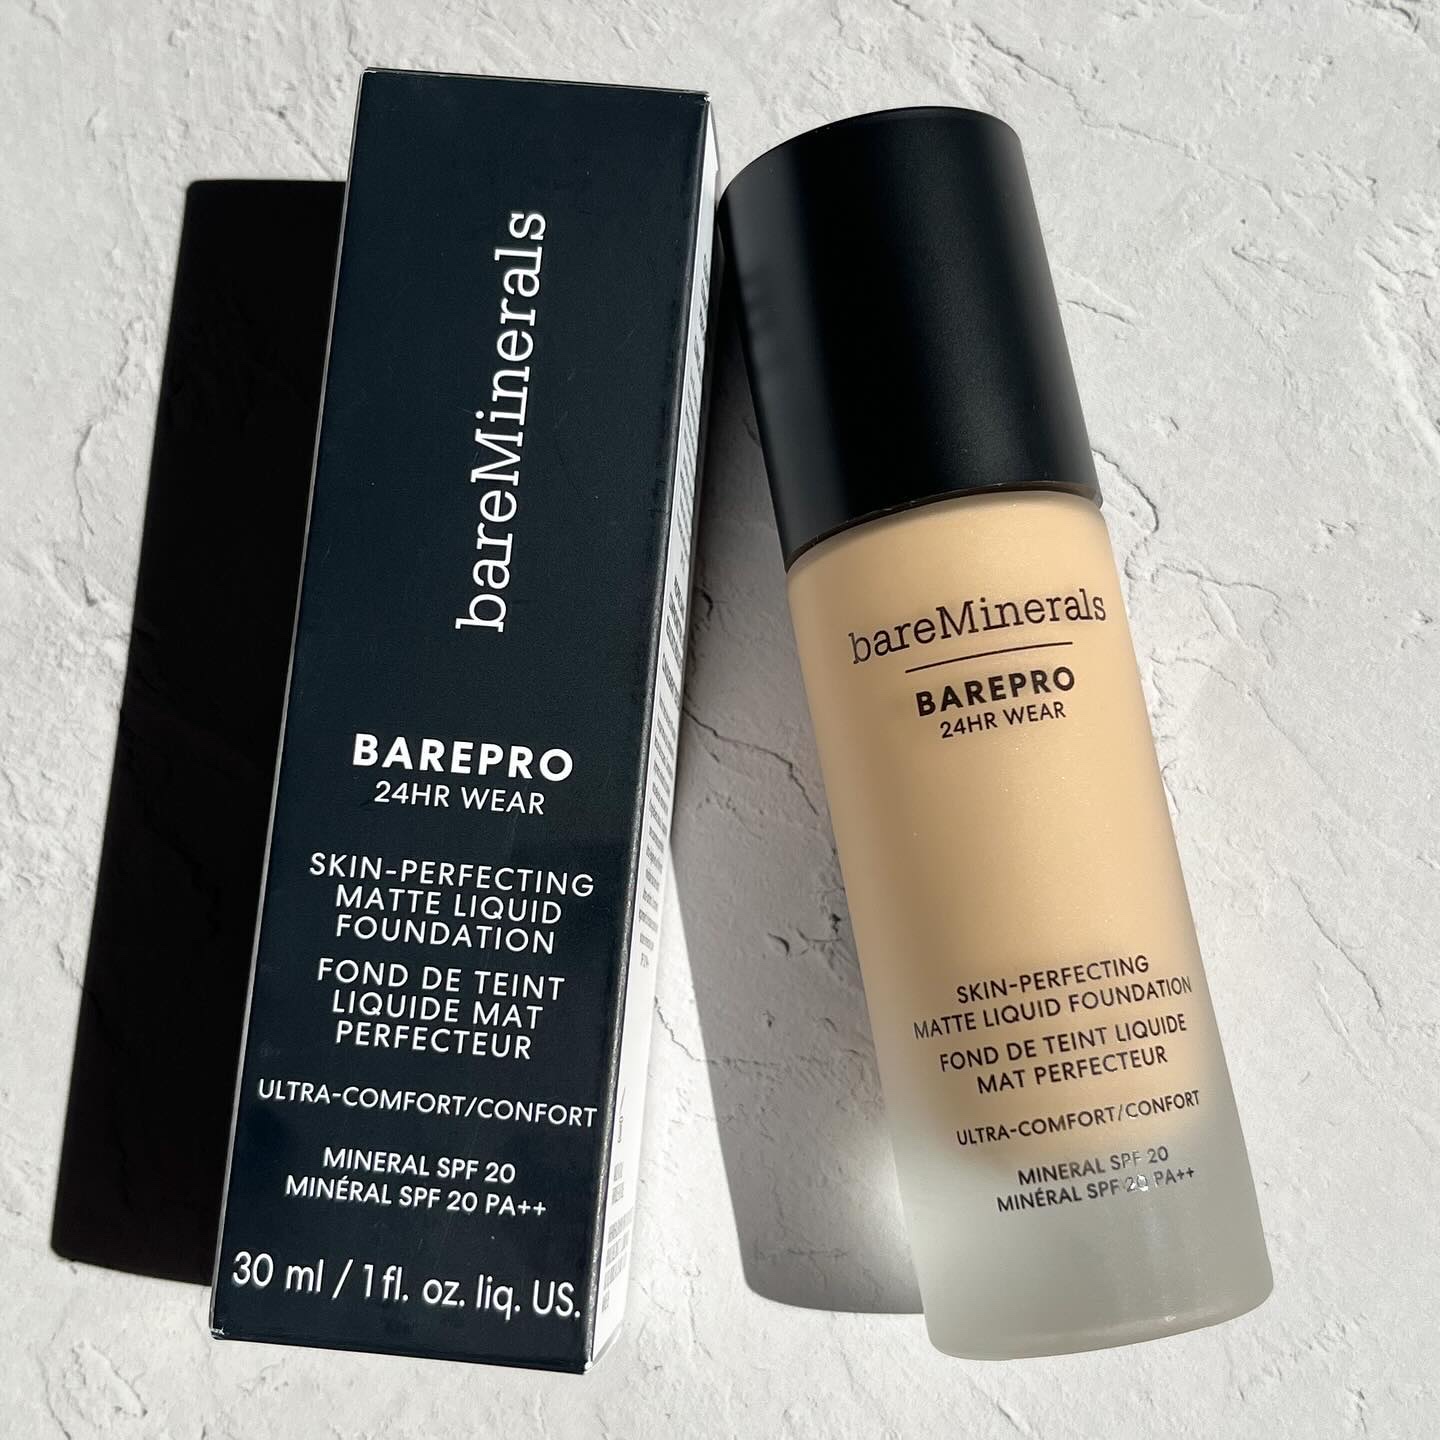 bareMinerals
BAREPRO
24HR WEAR
SKIN-PERFECTING
MATTE LIQUID
FOUNDATION
FOND DE TEINT
LIQUIDE MAT
PERFECTEUR
ULTRA-COMFORT/CONFORT
MINERAL SPF 20
MINÉRAL SPF 20 PA++
30 ml / 1 fl. oz. liq. US.
bareMinerals
BAREPRO
24HR WEAR
SKIN-PERFECTING
MATTE LIQUID FOUNDATION
FOND DE TEINT LIQUIDE
MAT PERFECTEUR
ULTRA-COMFORT/CONFORT
MINERAL SPF 20
MINÉRAL SPF 20 PA++